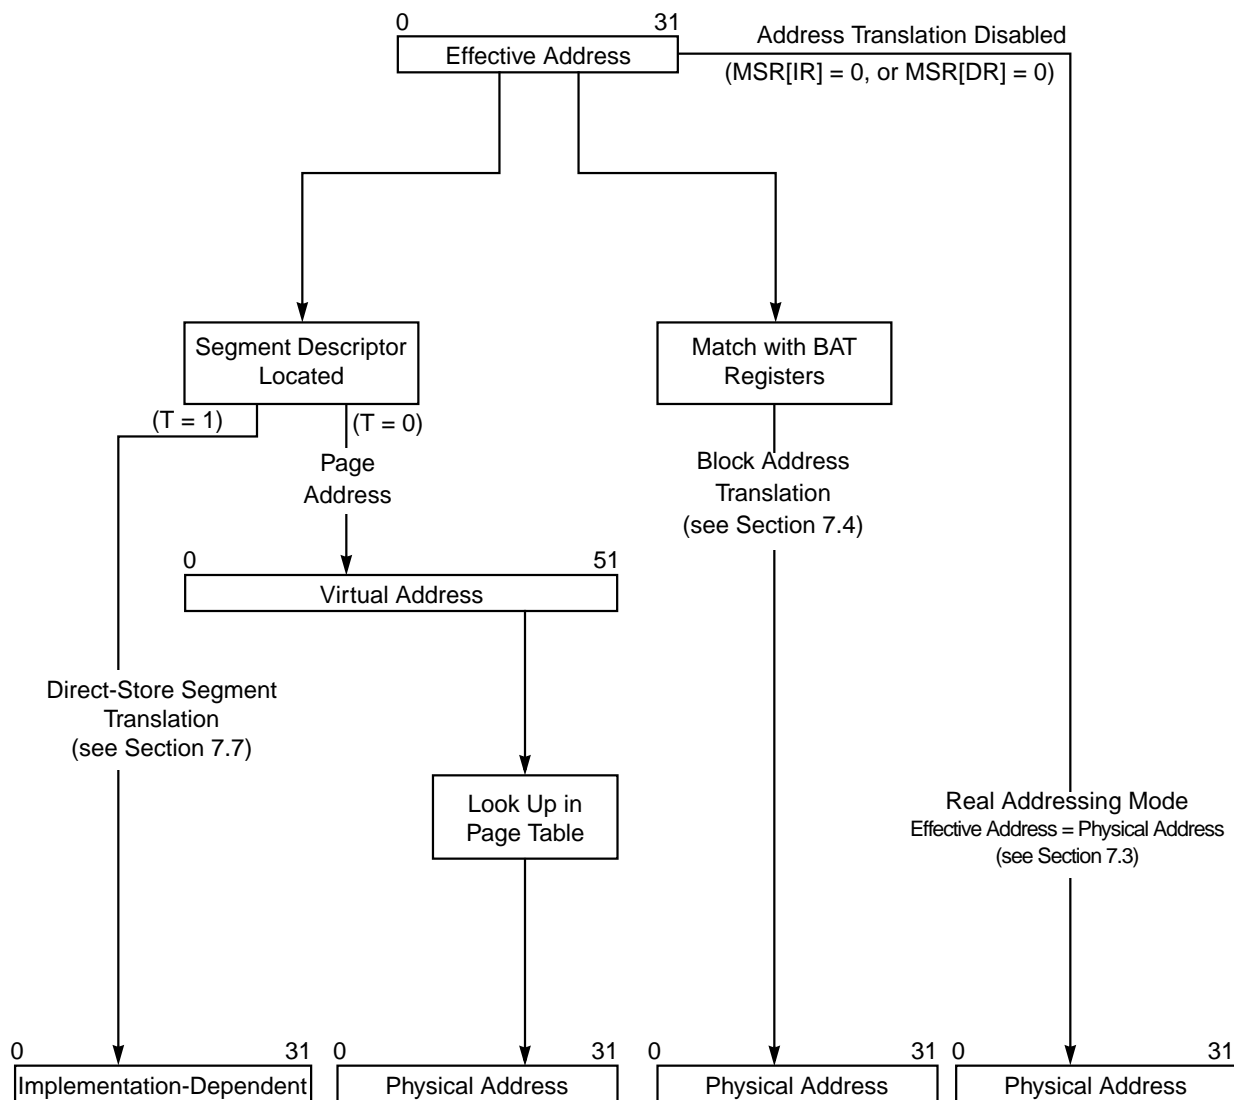 0 31
Effective Address
Address Translation Disabled
(MSR[IR] = 0, or MSR[DR] = 0)
Segment Descriptor
Located
Match with BAT
Registers
(T = 1)
(T = 0)
Page
Address
Block Address
Translation
(see Section 7.4)
0 51
Virtual Address
Direct-Store Segment
Translation
(see Section 7.7)
Look Up in
Page Table
Real Addressing Mode
Effective Address = Physical Address
(see Section 7.3)
0 31
Implementation-Dependent
0 31
Physical Address
0 31
Physical Address
0 31
Physical Address